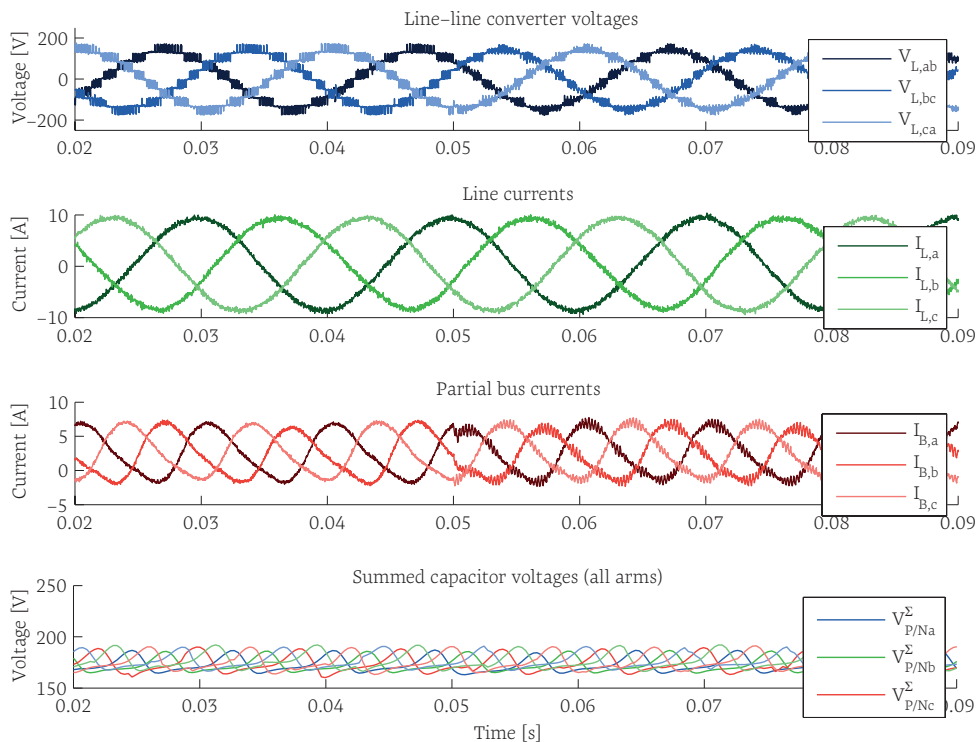 Line–line converter voltages
Voltage [V]
200
0
−200
0.02 0.03 0.04 0.05 0.06 0.07 0.08 0.09
V_L,ab
V_L,bc
V_L,ca
Line currents
Current [A]
10
0
−10
0.02 0.03 0.04 0.05 0.06 0.07 0.08 0.09
I_L,a
I_L,b
I_L,c
Partial bus currents
Current [A]
10
5
0
−5
0.02 0.03 0.04 0.05 0.06 0.07 0.08 0.09
I_B,a
I_B,b
I_B,c
Summed capacitor voltages (all arms)
Voltage [V]
250
200
150
0.02 0.03 0.04 0.05 0.06 0.07 0.08 0.09
V^Σ_P/Na
V^Σ_P/Nb
V^Σ_P/Nc
Time [s]